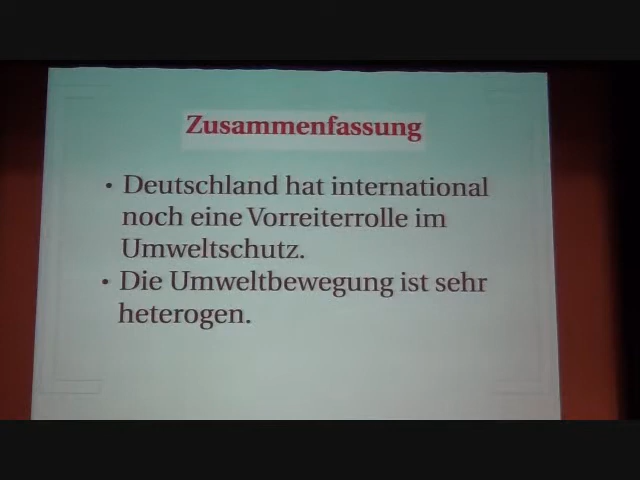 Zusammenfassung
• Deutschland hat international
noch eine Vorreiterrolle im
Umweltschutz.
• Die Umweltbewegung ist sehr
heterogen.